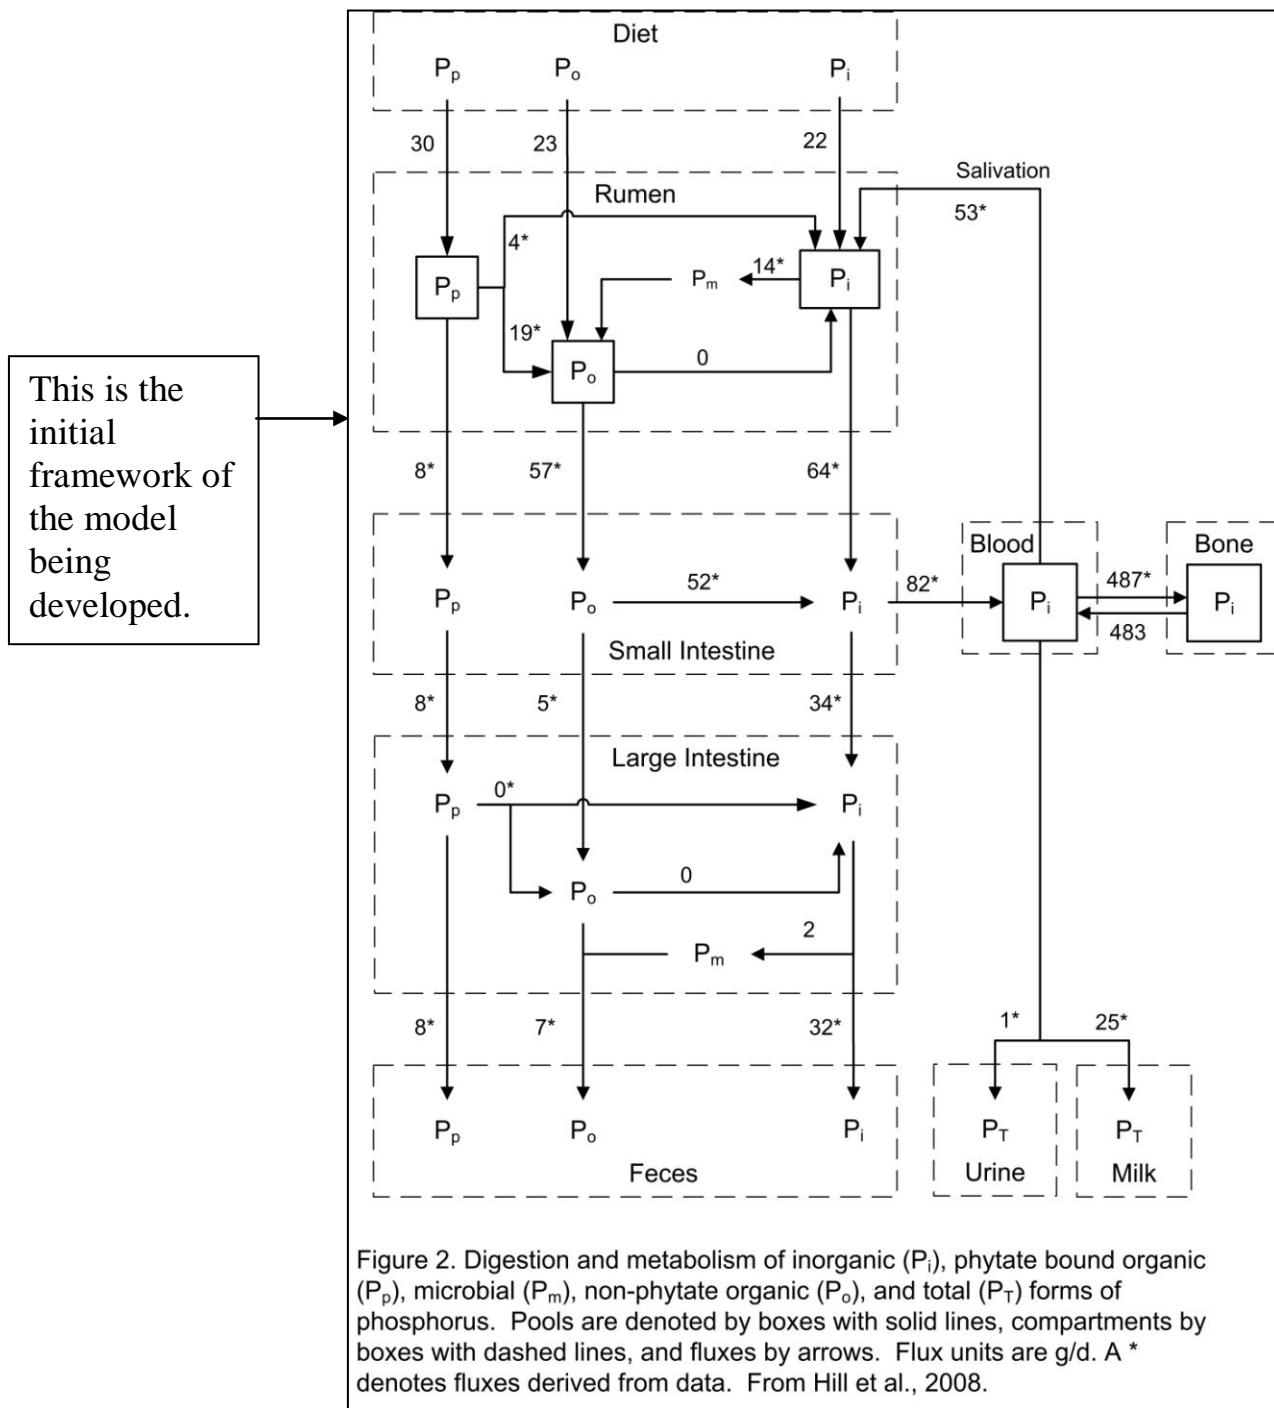 Diet
Pp Po Pi
30 23 22
Salivation
Rumen
53*
4*
Pp Pm 14* Pi
19*
Po 0
8* 57* 64*
This is the
initial
framework of
the model
being
developed.
Blood Bone
Pp Po 52* Pi 82* Pi 487* Pi
483
Small Intestine
8* 5* 34*
Large Intestine
0*
Pp Pi
Po 0
Pm 2
8* 7* 32* 1* 25*
Pp Po Pi PT PT
Feces Urine Milk
Figure 2. Digestion and metabolism of inorganic (Pi), phytate bound organic
(Pp), microbial (Pm), non-phytate organic (Po), and total (PT) forms of
phosphorus. Pools are denoted by boxes with solid lines, compartments by
boxes with dashed lines, and fluxes by arrows. Flux units are g/d. A *
denotes fluxes derived from data. From Hill et al., 2008.